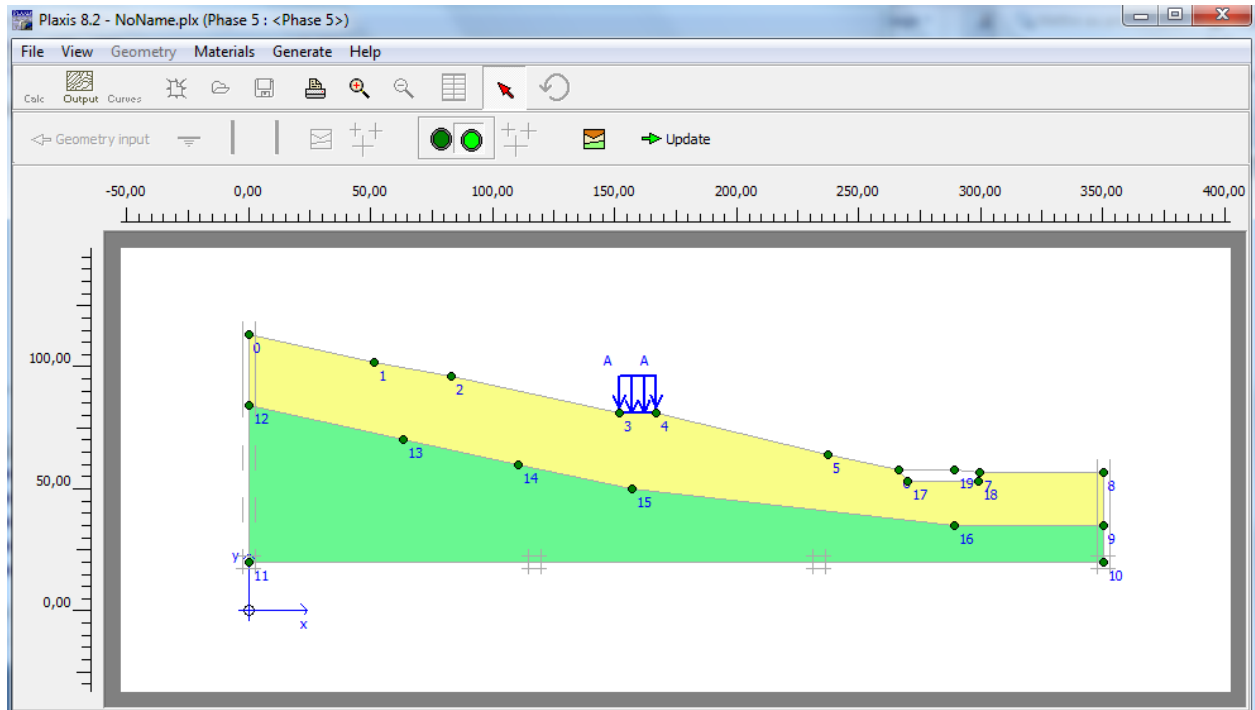 Plaxis 8.2 - NoName.plx (Phase 5 : <Phase 5>)
File View Geometry Materials Generate Help
Calc Output Curves
Geometry input Update
-50,00 0,00 50,00 100,00 150,00 200,00 250,00 300,00 350,00 400,00
100,00
50,00
0,00
A A
0
1
2
3 4
5
6 17 19 7 18 8
12
13
14
15
16 9
y
11 10
x